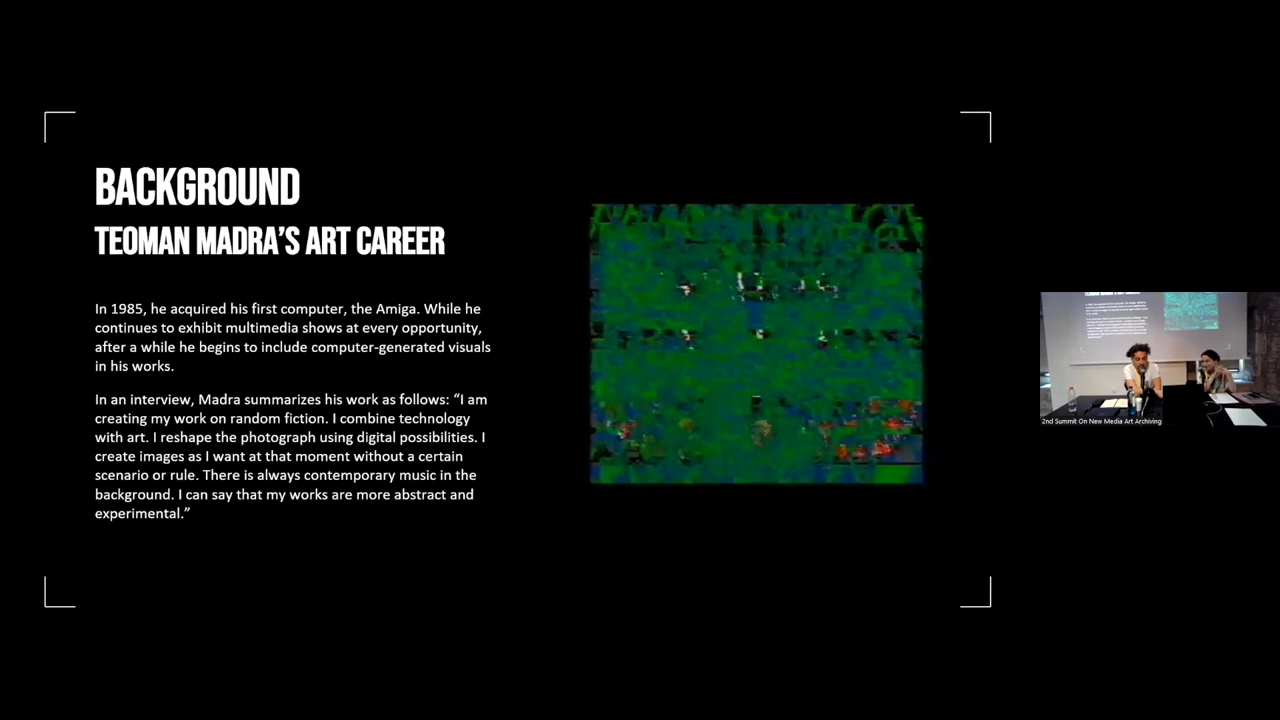 BACKGROUND
TEOMAN MADRA’S ART CAREER
In 1985, he acquired his first computer, the Amiga. While he
continues to exhibit multimedia shows at every opportunity,
after a while he begins to include computer-generated visuals
in his works.
In an interview, Madra summarizes his work as follows: “I am
creating my work on random fiction. I combine technology
with art. I reshape the photograph using digital possibilities. I
create images as I want at that moment without a certain
scenario or rule. There is always contemporary music in the
background. I can say that my works are more abstract and
experimental.”
2nd Summit On New Media Art Archiving